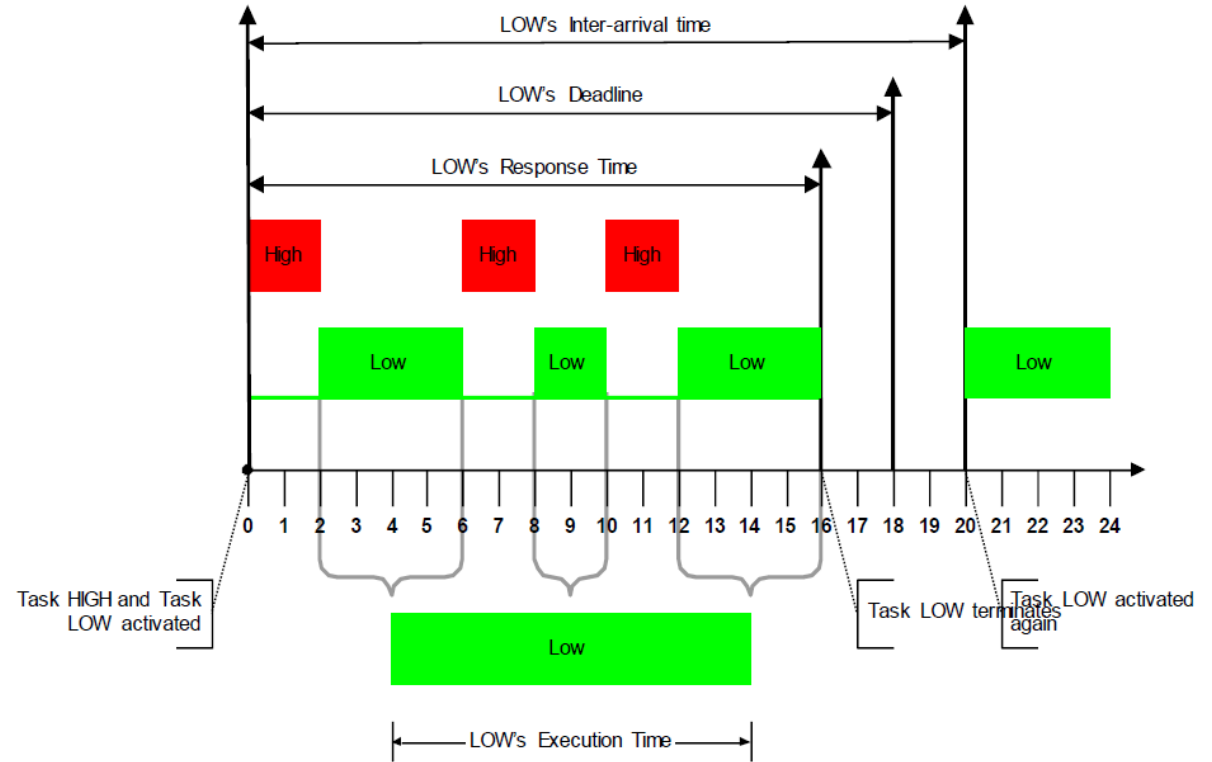 LOW's Inter-arrival time
LOW's Deadline
LOW's Response Time
High
High
High
Low
Low
Low
Low
0 1 2 3 4 5 6 7 8 9 10 11 12 13 14 15 16 17 18 19 20 21 22 23 24
Task HIGH and Task
LOW activated
Task LOW terminates
Task LOW activated
again
Low
LOW's Execution Time